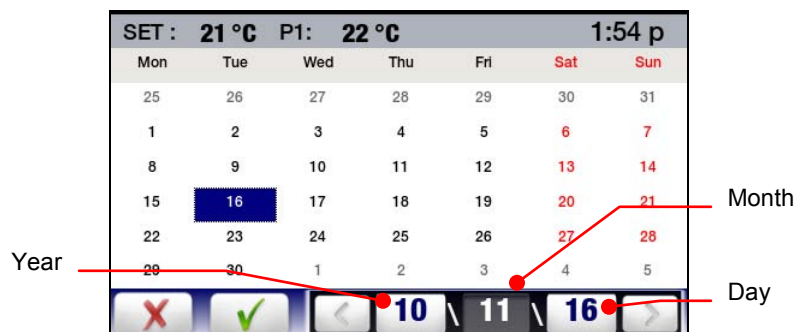 SET : 21 °C P1: 22 °C 1:54 p
Mon Tue Wed Thu Fri Sat Sun
25 26 27 28 29 30 31
1 2 3 4 5 6 7
8 9 10 11 12 13 14
15 16 17 18 19 20 21
Month
22 23 24 25 26 27 28
Year
29 30 1 2 3 4 5
Day
10 \ 11 \ 16